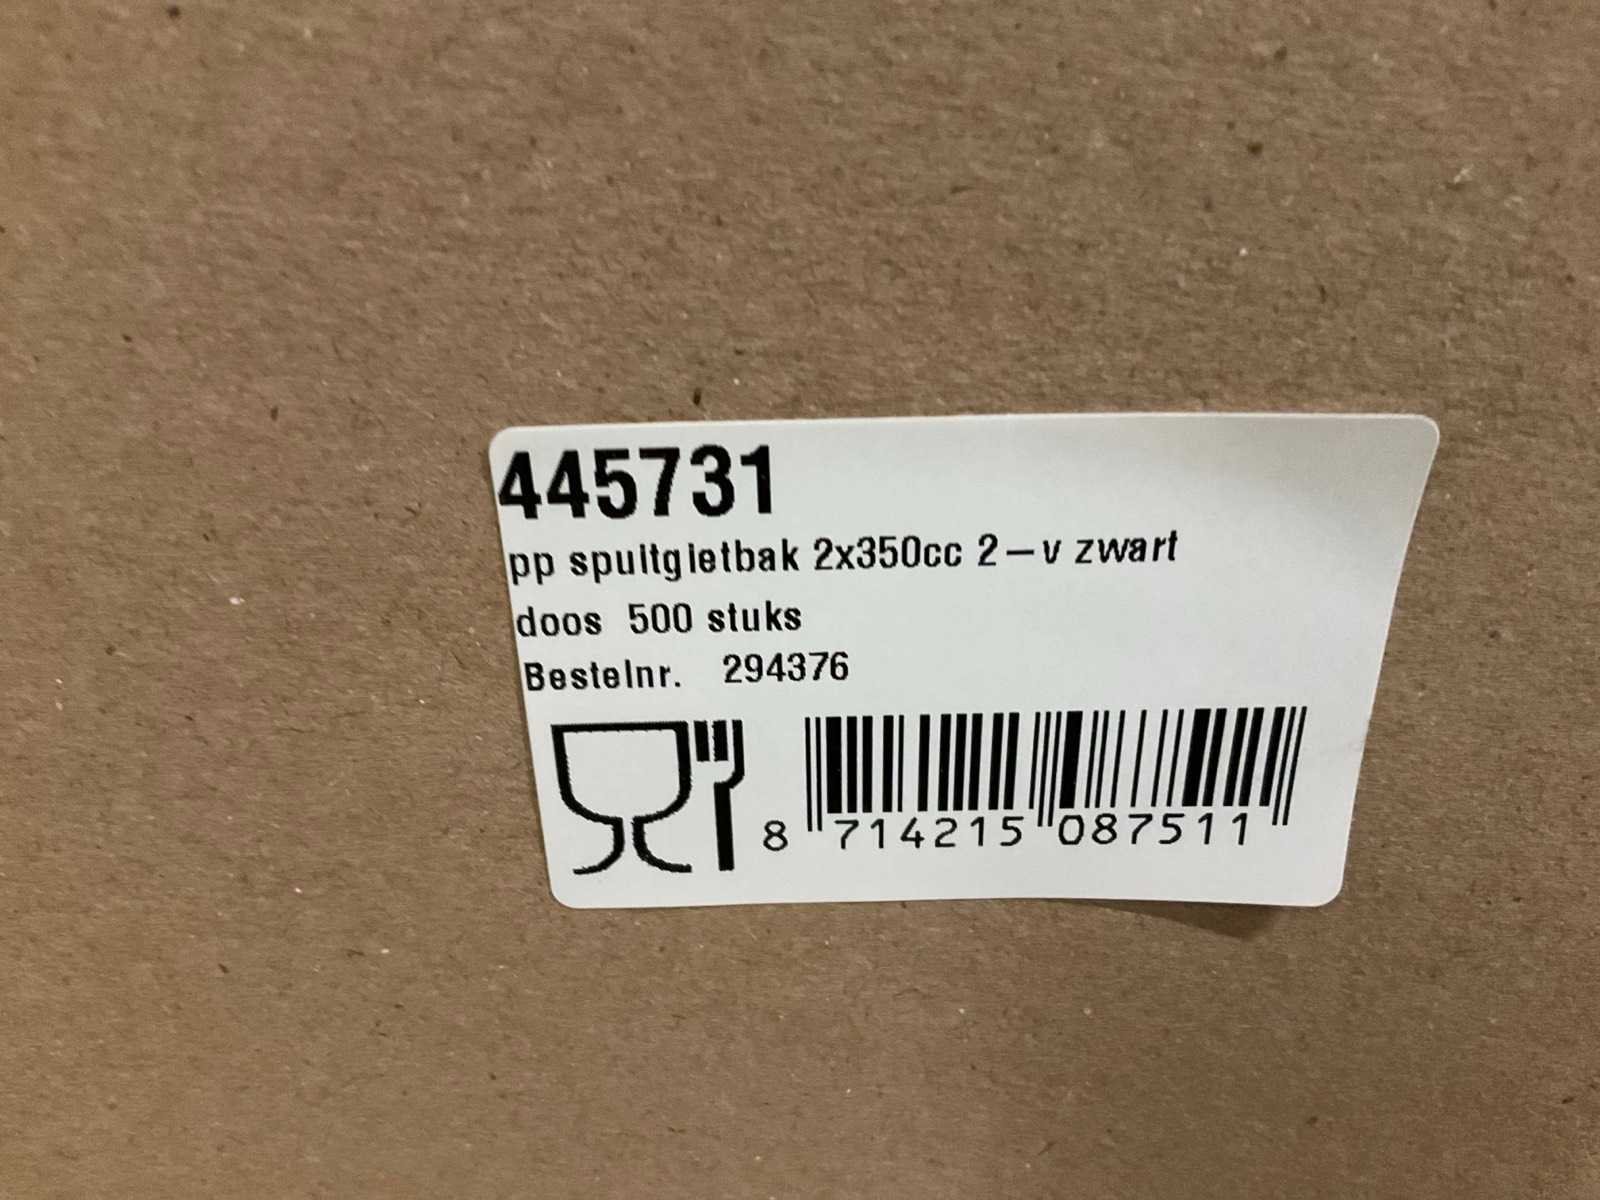 445731
pp spuitgietbak 2x350cc 2-v zwart
doos 500 stuks
Bestelnr. 294376
8 714215 087511